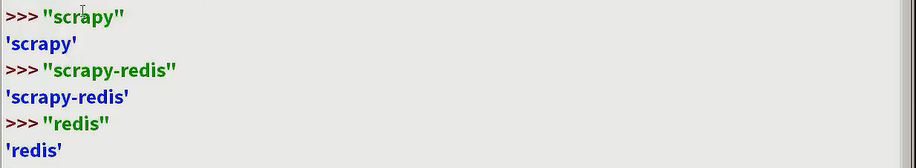 >>> "scrapy"
'scrapy'
>>> "scrapy-redis"
'scrapy-redis'
>>> "redis"
'redis'